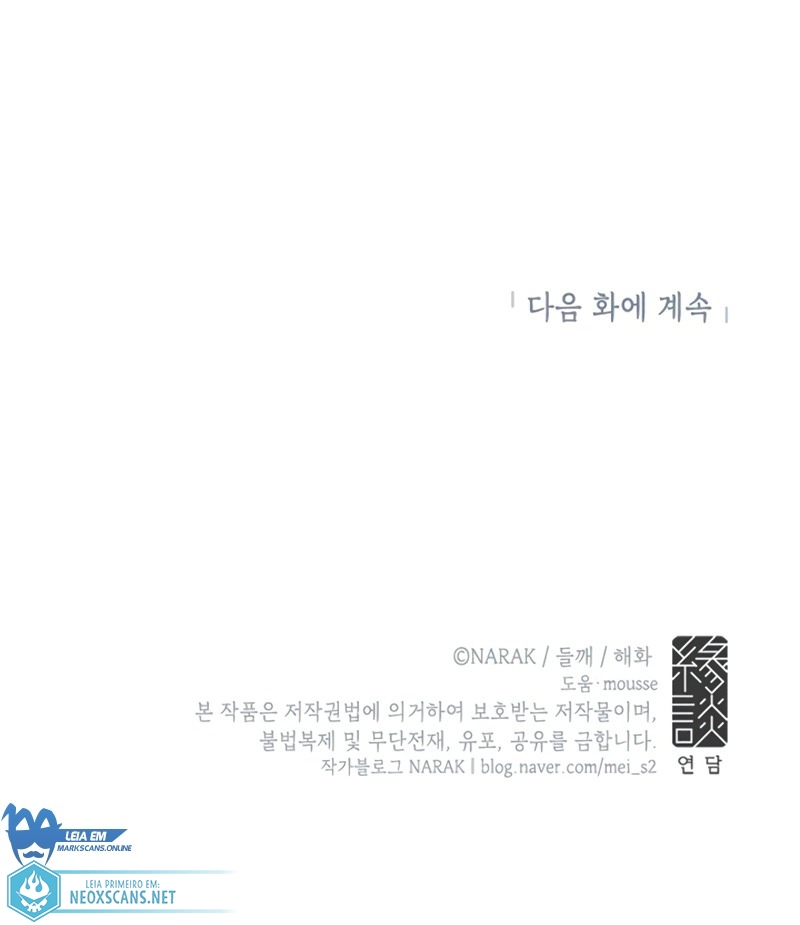 「다음 화에 계속」
©NARAK / 들깨 / 해화
도움·mousse
본 작품은 저작권법에 의거하여 보호받는 저작물이며,
불법복제 및 무단전재, 유포, 공유를 금합니다.
작가블로그 NARAK | blog.naver.com/mei_s2
緣
談
연담
LEIA EM
MARKSCANS.ONLINE
LEIA PRIMEIRO EM:
NEOXSCANS.NET